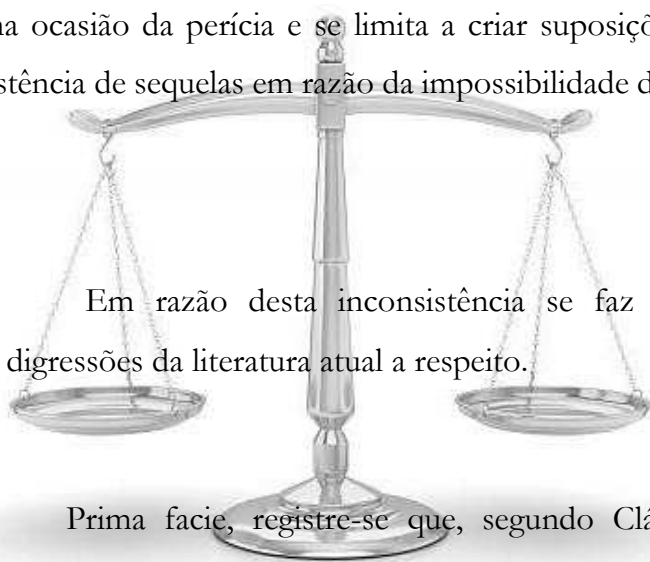 na ocasião da perícia e se limita a criar suposiçõ
stência de sequelas em razão da impossibilidade d
Em razão desta inconsistência se faz
digressões da literatura atual a respeito.
Prima facie, registre-se que, segundo Clá